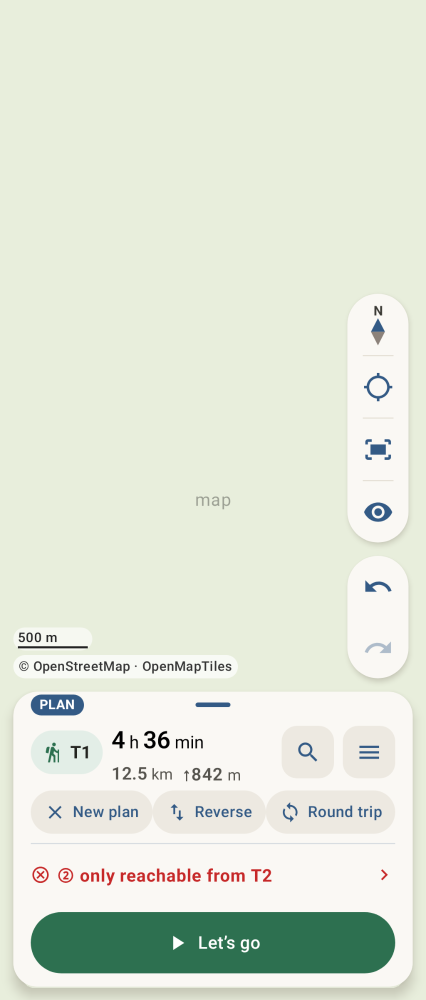 N
map
500 m
© OpenStreetMap · OpenMapTiles
PLAN
T1
4 h 36 min
12.5 km ↑842 m
New plan
Reverse
Round trip
② only reachable from T2
Let’s go